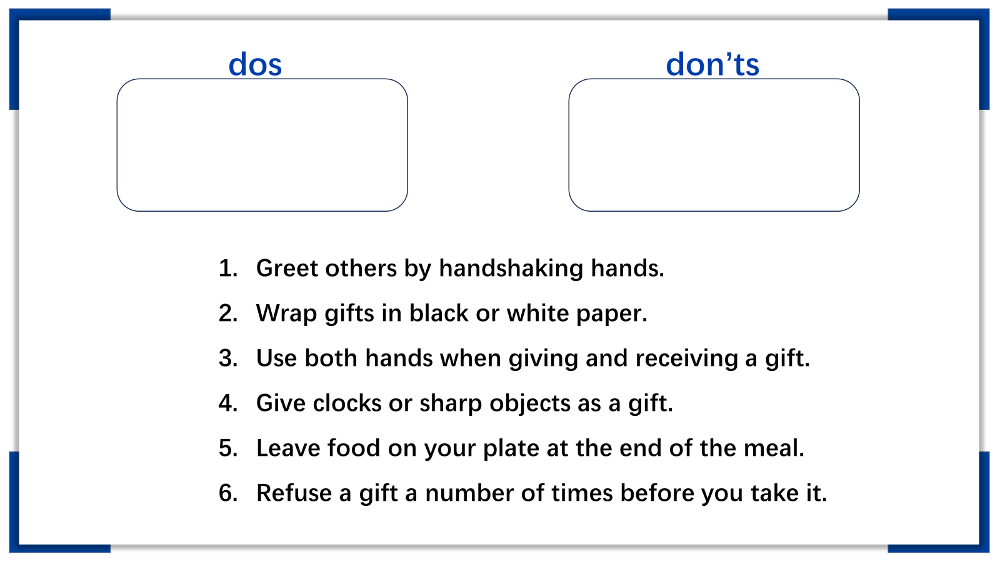 dos
don’ts
1. Greet others by handshaking hands.
2. Wrap gifts in black or white paper.
3. Use both hands when giving and receiving a gift.
4. Give clocks or sharp objects as a gift.
5. Leave food on your plate at the end of the meal.
6. Refuse a gift a number of times before you take it.